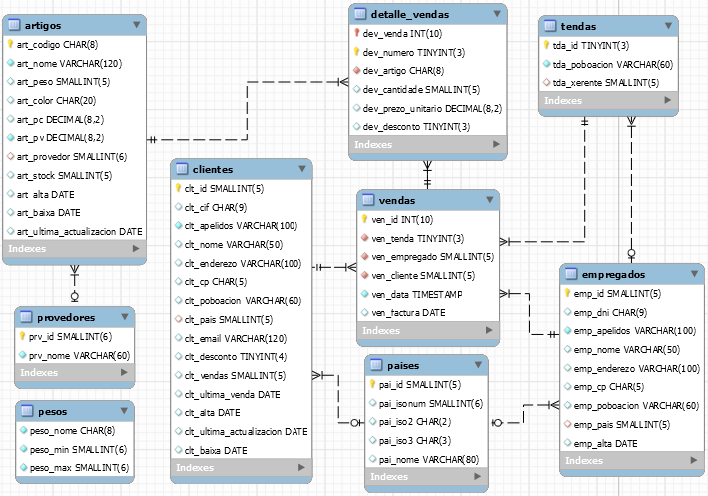 artigos
art_codigo CHAR(8)
art_nome VARCHAR(120)
art_peso SMALLINT(5)
art_color CHAR(20)
art_pc DECIMAL(8,2)
art_pv DECIMAL(8,2)
art_provedor SMALLINT(6)
art_stock SMALLINT(5)
art_alta DATE
art_baixa DATE
art_ultima_actualizacion DATE
Indexes
detalle_vendas
dev_venda INT(10)
dev_numero TINYINT(3)
dev_artigo CHAR(8)
dev_cantidade SMALLINT(5)
dev_prezo_unitario DECIMAL(8,2)
dev_desconto TINYINT(3)
Indexes
tendas
tda_id TINYINT(3)
tda_poboacion VARCHAR(60)
tda_xerente SMALLINT(5)
Indexes
clientes
clt_id SMALLINT(5)
clt_cif CHAR(9)
clt_apelidos VARCHAR(100)
clt_nome VARCHAR(50)
clt_enderezo VARCHAR(100)
clt_cp CHAR(5)
clt_poboacion VARCHAR(60)
clt_pais SMALLINT(5)
clt_email VARCHAR(120)
clt_desconto TINYINT(4)
clt_vendas SMALLINT(5)
clt_ultima_venda DATE
clt_alta DATE
clt_ultima_actualizacion DATE
clt_baixa DATE
Indexes
vendas
ven_id INT(10)
ven_tenda TINYINT(3)
ven_empregado SMALLINT(5)
ven_cliente SMALLINT(5)
ven_data TIMESTAMP
ven_factura DATE
Indexes
empregados
emp_id SMALLINT(5)
emp_dni CHAR(9)
emp_apelidos VARCHAR(100)
emp_nome VARCHAR(50)
emp_enderezo VARCHAR(100)
emp_cp CHAR(5)
emp_poboacion VARCHAR(60)
emp_pais SMALLINT(5)
emp_alta DATE
Indexes
provedores
prv_id SMALLINT(6)
prv_nome VARCHAR(60)
Indexes
paises
pai_id SMALLINT(5)
pai_isonum SMALLINT(6)
pai_iso2 CHAR(2)
pai_iso3 CHAR(3)
pai_nome VARCHAR(80)
Indexes
pesos
peso_nome CHAR(8)
peso_min SMALLINT(6)
peso_max SMALLINT(6)